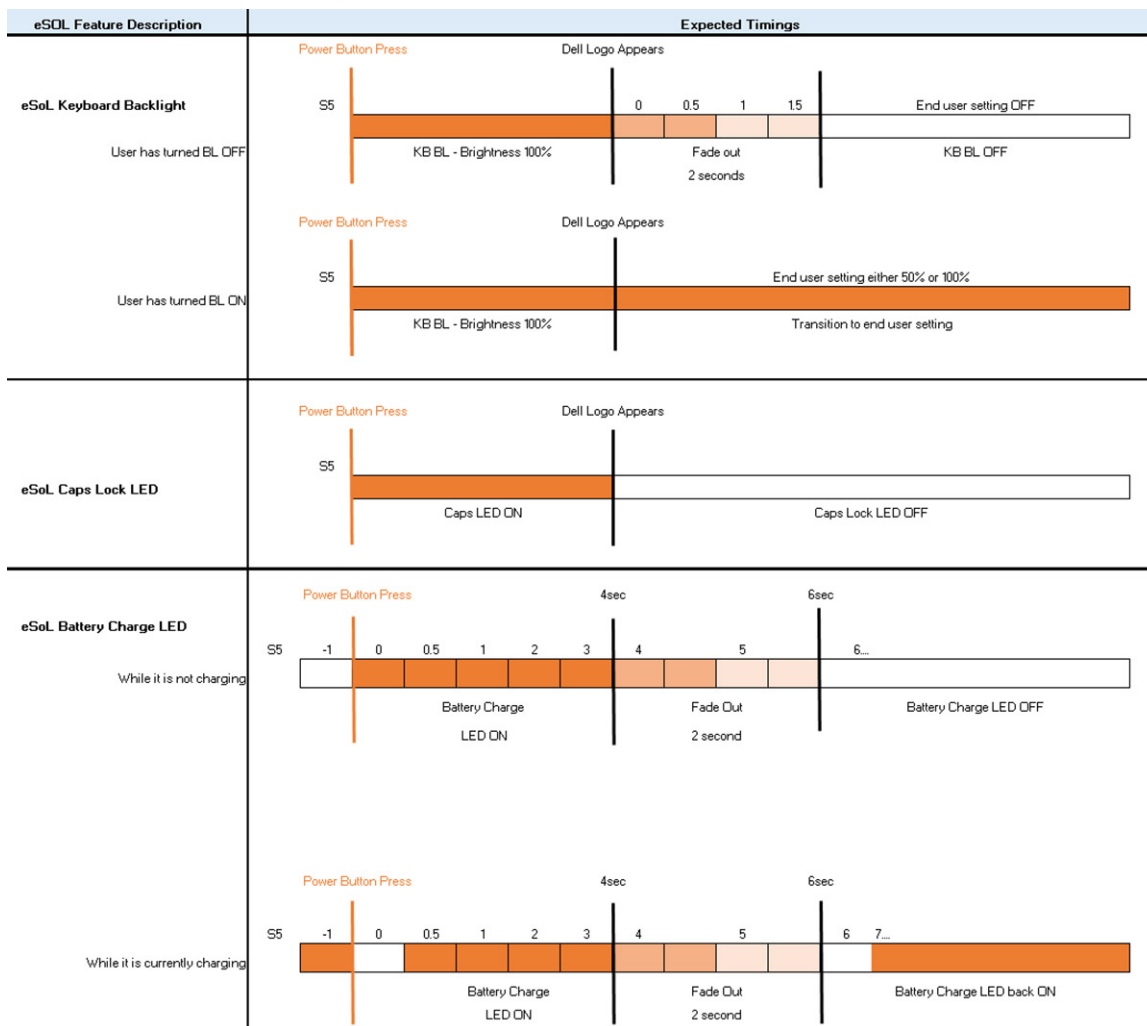 eSOL Feature Description
Expected Timings
Power Button Press
Dell Logo Appears
eSoL Keyboard Backlight
S5
0 0.5 1 1.5
End user setting OFF
User has turned BL OFF
KB BL - Brightness 100%
Fade out
KB BL OFF
2 seconds
Power Button Press
Dell Logo Appears
S5
End user setting either 50% or 100%
User has turned BL ON
KB BL - Brightness 100%
Transition to end user setting
Power Button Press
Dell Logo Appears
S5
eSoL Caps Lock LED
Caps LED ON
Caps Lock LED OFF
Power Button Press
4sec
6sec
eSoL Battery Charge LED
S5 -1 0 0.5 1 2 3 4 5 6....
While it is not charging
Battery Charge
Fade Out
Battery Charge LED OFF
LED ON
2 second
Power Button Press
4sec
6sec
S5 -1 0 0.5 1 2 3 4 5 6 7....
While it is currently charging
Battery Charge
Fade Out
Battery Charge LED back ON
LED ON
2 second